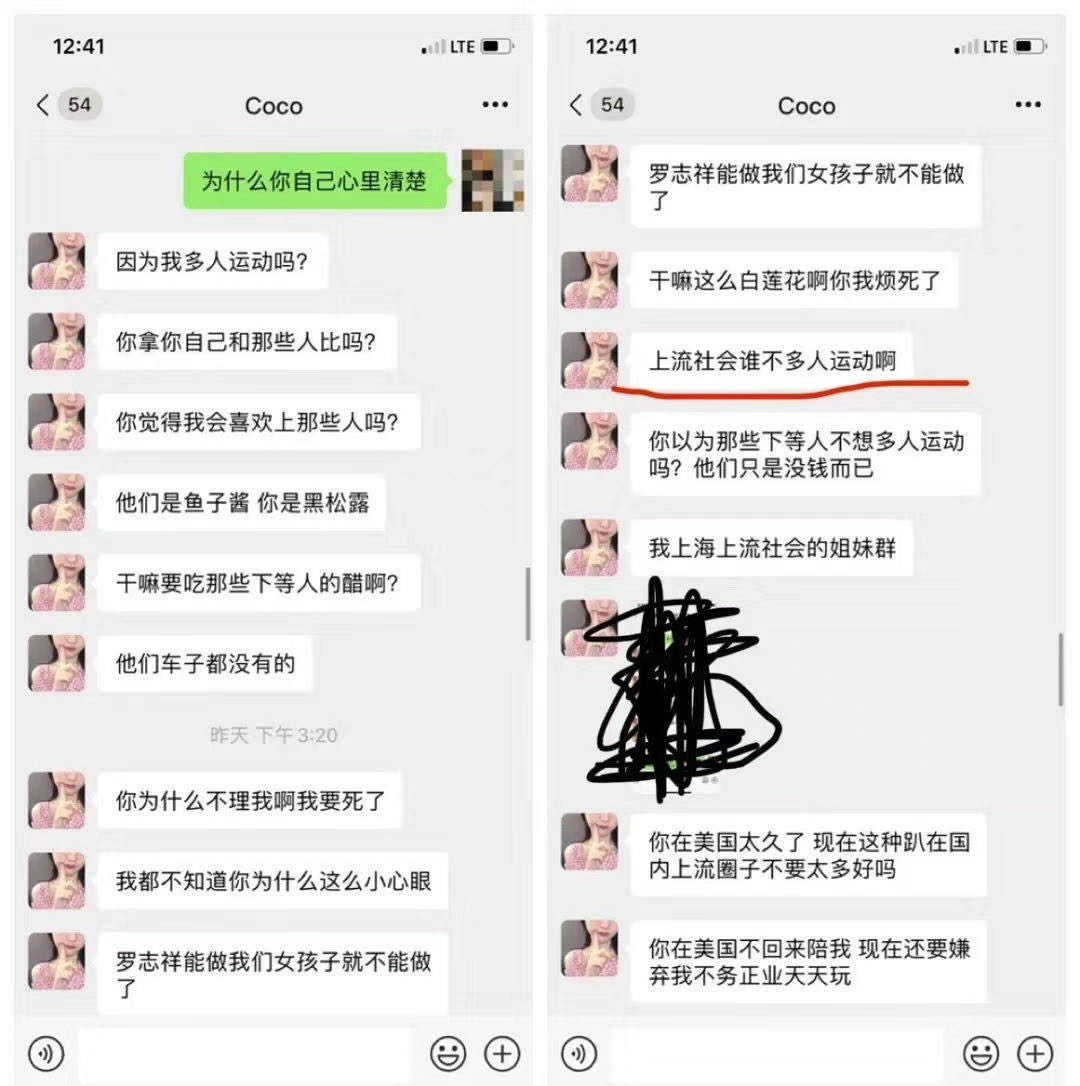 12:41
LTE
54
Coco
为什么你自己心里清楚
因为我多人运动吗?
你拿你自己和那些人比吗?
你觉得我会喜欢上那些人吗?
他们是鱼子酱 你是黑松露
干嘛要吃那些下等人的醋啊?
他们车子都没有的
昨天 下午 3:20
你为什么不理我啊我要死了
我都不知道你为什么这么小心眼
罗志祥能做我们女孩子就不能做
了
12:41
LTE
54
Coco
罗志祥能做我们女孩子就不能做
了
干嘛这么白莲花啊你我烦死了
上流社会谁不多人运动啊
你以为那些下等人不想多人运动
吗？他们只是没钱而已
我上海上流社会的姐妹群
你在美国太久了 现在这种趴在国
内上流圈子不要太多好吗
你在美国不回来陪我 现在还要嫌
弃我不务正业天天玩